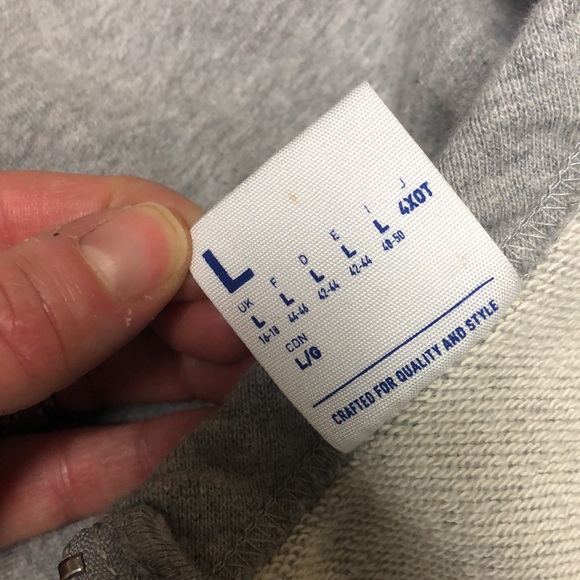 L
UK F D E I J
L L L L L 4XOT
16-18 44-46 42-44 42-44 48-50
CDN
L/G
CRAFTED FOR QUALITY AND STYLE